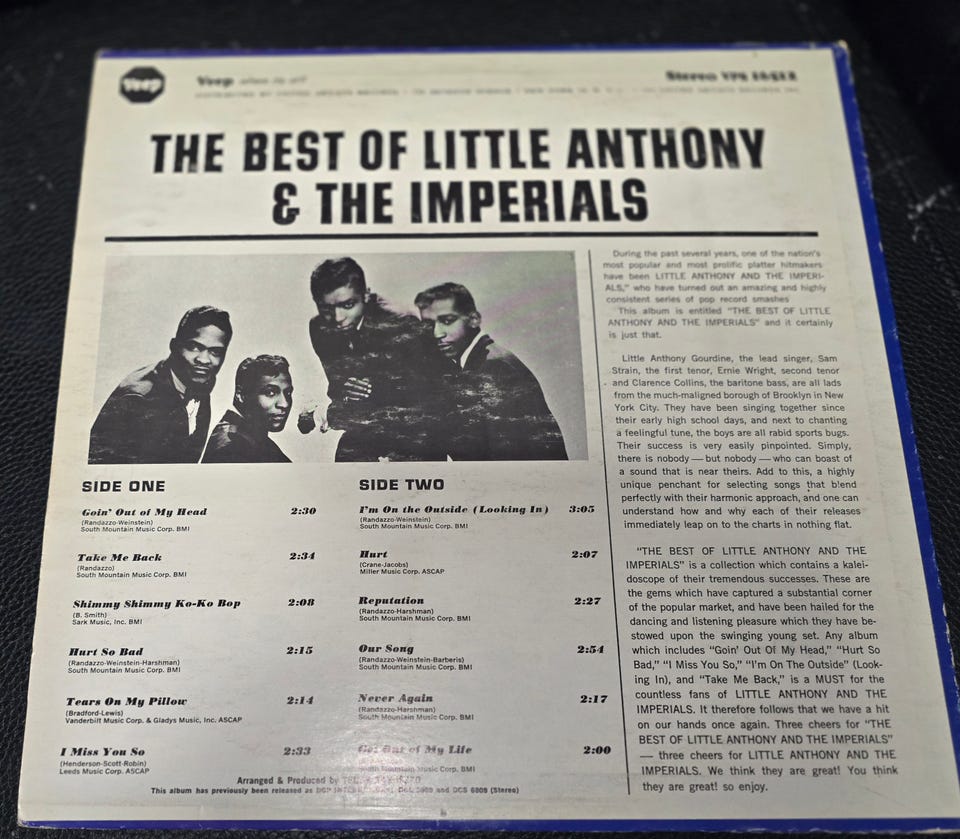 Veep
Veep
Stereo VPS 16512
THE BEST OF LITTLE ANTHONY
& THE IMPERIALS
During the past several years, one of the nation's
most popular and most prolific platter hitmakers
have been LITTLE ANTHONY AND THE IMPERI-
ALS," who have turned out an amazing and highly
consistent series of pop record smashes
This album is entitled "THE BEST OF LITTLE
ANTHONY AND THE IMPERIALS" and it certainly
is just that.
Little Anthony Gourdine, the lead singer, Sam
Strain, the first tenor, Ernie Wright, second tenor
and Clarence Collins, the baritone bass, are all lads
from the much-maligned borough of Brooklyn in New
York City. They have been singing together since
their early high school days, and next to chanting
a feelingful tune, the boys are all rabid sports bugs.
Their success is very easily pinpointed. Simply,
there is nobody — but nobody — who can boast of
a sound that is near theirs. Add to this, a highly
unique penchant for selecting songs that blend
perfectly with their harmonic approach, and one can
understand how and why each of their releases
immediately leap on to the charts in nothing flat.
"THE BEST OF LITTLE ANTHONY AND THE
IMPERIALS" is a collection which contains a kalei-
doscope of their tremendous successes. These are
the gems which have captured a substantial corner
of the popular market, and have been hailed for the
dancing and listening pleasure which they have be-
stowed upon the swinging young set. Any album
which includes "Goin' Out Of My Head," "Hurt So
Bad," "I Miss You So," "I'm On The Outside" (Look-
ing In), and "Take Me Back," is a MUST for the
countless fans of LITTLE ANTHONY AND THE
IMPERIALS. It therefore follows that we have a hit
on our hands once again. Three cheers for "THE
BEST OF LITTLE ANTHONY AND THE IMPERIALS"
— three cheers for LITTLE ANTHONY AND THE
IMPERIALS. We think they are great! You think
they are great! so enjoy.
SIDE ONE
Goin' Out of My Head 2:30
(Randazzo-Weinstein)
South Mountain Music Corp. BMI
Take Me Back 2:34
(Randazzo)
South Mountain Music Corp. BMI
Shimmy Shimmy Ko-Ko Bop 2:08
(B. Smith)
Sark Music, Inc. BMI
Hurt So Bad 2:15
(Randazzo-Weinstein-Harshman)
South Mountain Music Corp. BMI
Tears On My Pillow 2:14
(Bradford-Lewis)
Vanderbilt Music Corp. & Gladys Music, Inc. ASCAP
I Miss You So 2:33
(Henderson-Scott-Robin)
Leeds Music Corp. ASCAP
SIDE TWO
I'm On the Outside (Looking In) 3:05
(Randazzo-Weinstein)
South Mountain Music Corp. BMI
Hurt 2:07
(Crane-Jacobs)
Miller Music Corp. ASCAP
Reputation 2:27
(Randazzo-Harshman)
South Mountain Music Corp. BMI
Our Song 2:54
(Randazzo-Weinstein-Barberis)
South Mountain Music Corp. BMI
Never Again 2:17
(Randazzo-Harshman)
South Mountain Music Corp. BMI
Get Out of My Life 2:00
South Mountain Music Corp. BMI
Arranged & Produced by
This album has previously been released as and DCS 6809 (Stereo)